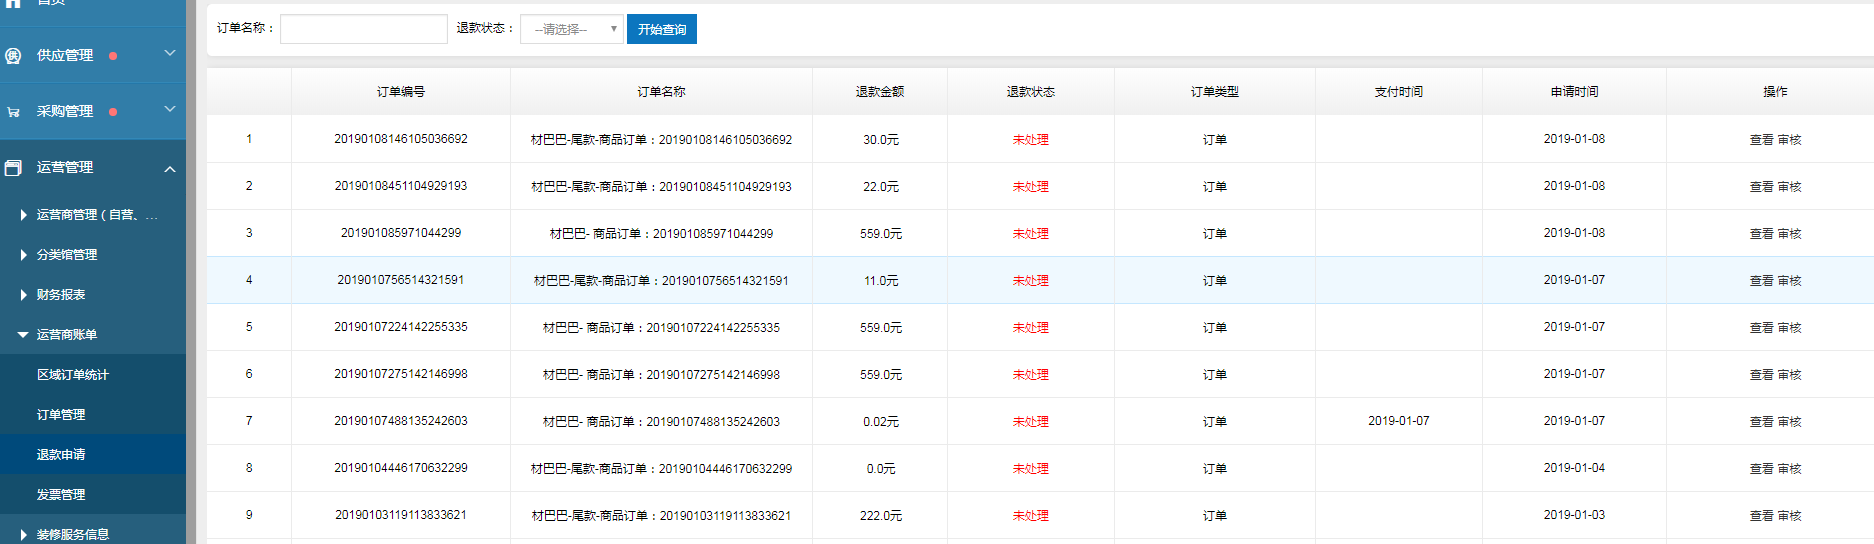 首页
供应管理
采购管理
运营管理
运营商管理（自营、...
分类馆管理
财务报表
运营商账单
区域订单统计
订单管理
退款申请
发票管理
装修服务信息
订单名称： 退款状态： --请选择-- 开始查询
订单编号 订单名称 退款金额 退款状态 订单类型 支付时间 申请时间 操作
1 20190108146105036692 材巴巴-尾款-商品订单：20190108146105036692 30.0元 未处理 订单 2019-01-08 查看 审核
2 20190108451104929193 材巴巴-尾款-商品订单：20190108451104929193 22.0元 未处理 订单 2019-01-08 查看 审核
3 201901085971044299 材巴巴- 商品订单：201901085971044299 559.0元 未处理 订单 2019-01-08 查看 审核
4 2019010756514321591 材巴巴-尾款-商品订单：2019010756514321591 11.0元 未处理 订单 2019-01-07 查看 审核
5 20190107224142255335 材巴巴- 商品订单：20190107224142255335 559.0元 未处理 订单 2019-01-07 查看 审核
6 20190107275142146998 材巴巴- 商品订单：20190107275142146998 559.0元 未处理 订单 2019-01-07 查看 审核
7 20190107488135242603 材巴巴- 商品订单：20190107488135242603 0.02元 未处理 订单 2019-01-07 2019-01-07 查看 审核
8 20190104446170632299 材巴巴-尾款-商品订单：20190104446170632299 0.0元 未处理 订单 2019-01-04 查看 审核
9 20190103119113833621 材巴巴-尾款-商品订单：20190103119113833621 222.0元 未处理 订单 2019-01-03 查看 审核